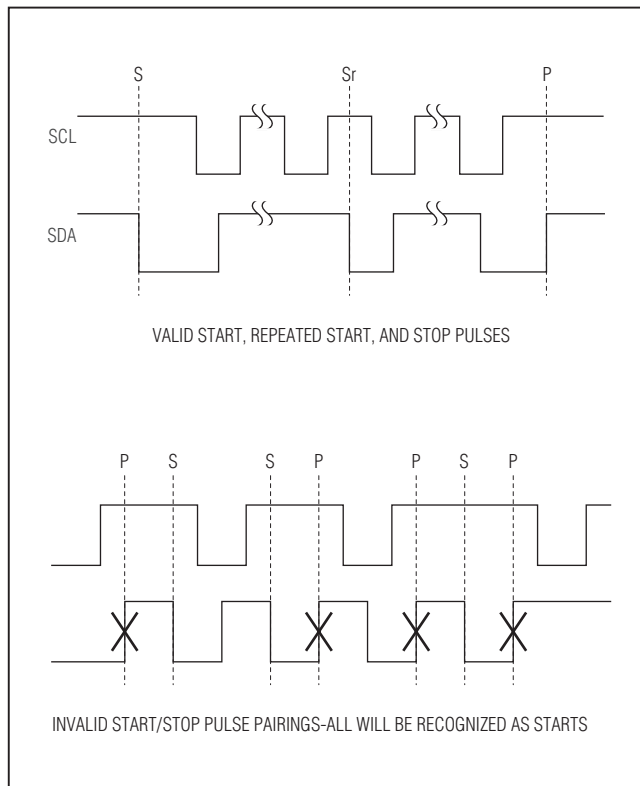 S Sr P
SCL
SDA
VALID START, REPEATED START, AND STOP PULSES
P S S P P S P
INVALID START/STOP PULSE PAIRINGS-ALL WILL BE RECOGNIZED AS STARTS